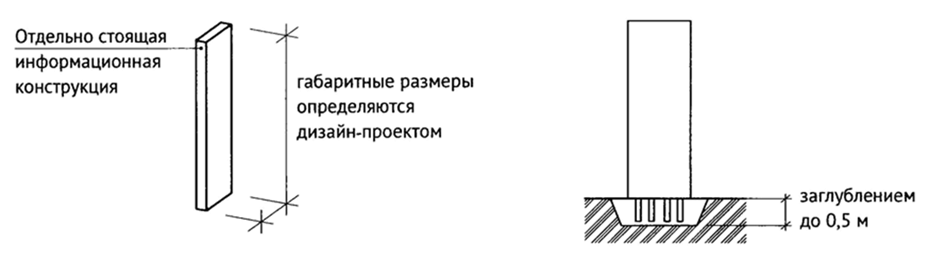 Отдельно стоящая
информационная
конструкция
габаритные размеры
определяются
дизайн-проектом
заглублением
до 0,5 м